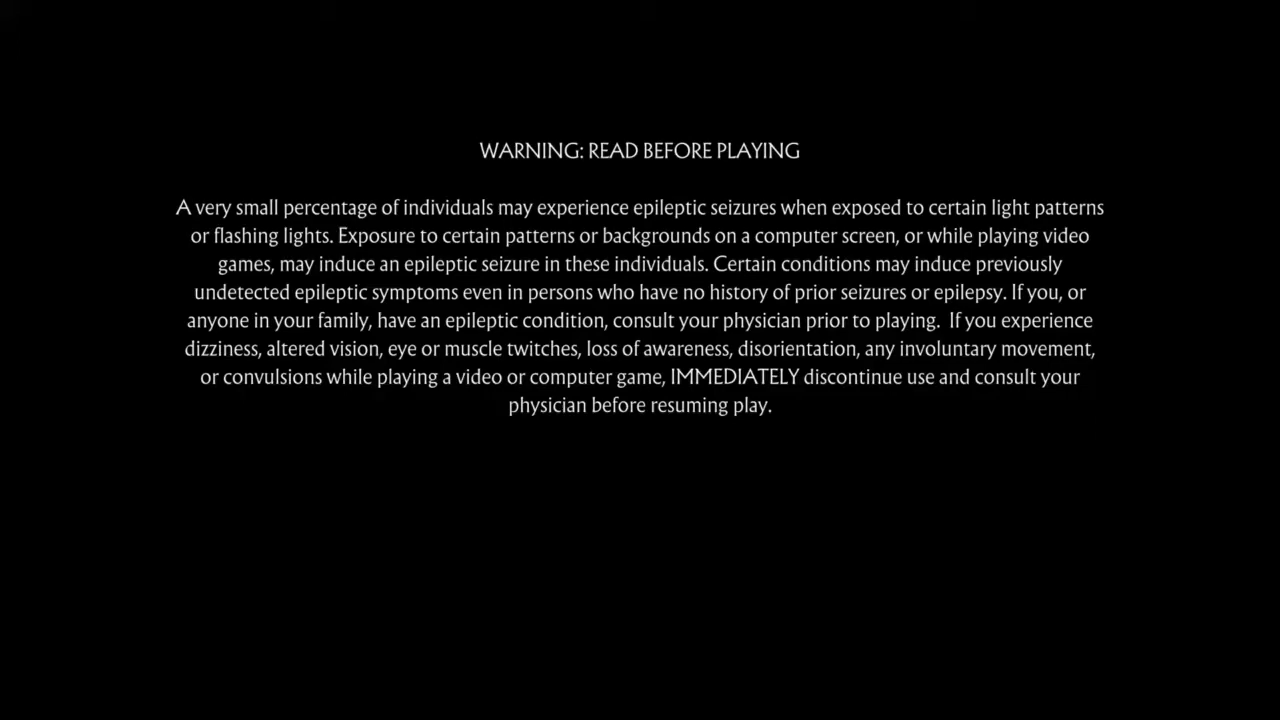 WARNING: READ BEFORE PLAYING
A very small percentage of individuals may experience epileptic seizures when exposed to certain light patterns
or flashing lights. Exposure to certain patterns or backgrounds on a computer screen, or while playing video
games, may induce an epileptic seizure in these individuals. Certain conditions may induce previously
undetected epileptic symptoms even in persons who have no history of prior seizures or epilepsy. If you, or
anyone in your family, have an epileptic condition, consult your physician prior to playing.  If you experience
dizziness, altered vision, eye or muscle twitches, loss of awareness, disorientation, any involuntary movement,
or convulsions while playing a video or computer game, IMMEDIATELY discontinue use and consult your
physician before resuming play.